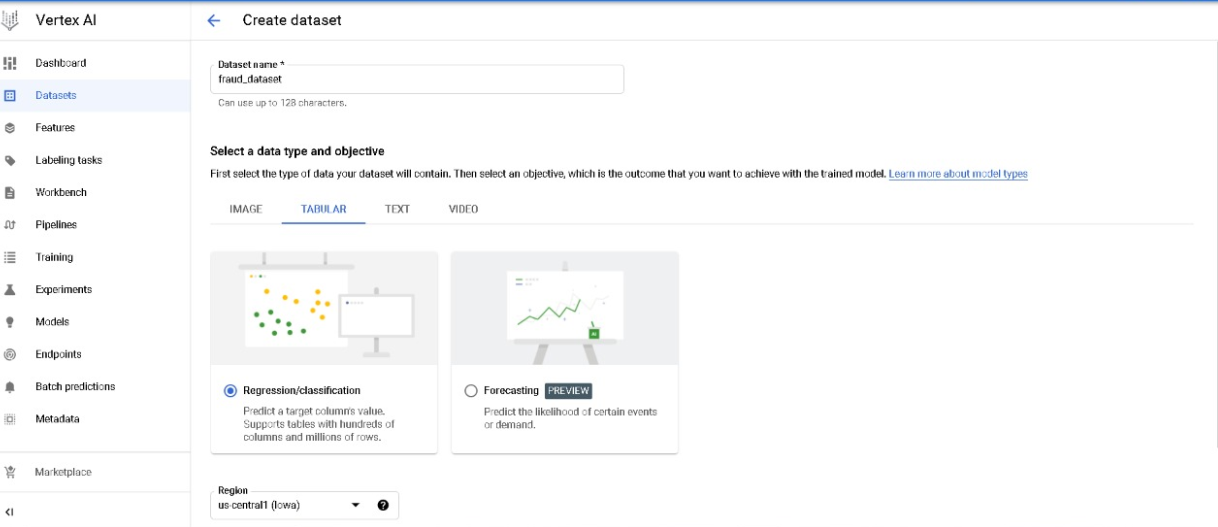 Vertex AI
Create dataset
Dashboard
Datasets
Features
Labeling tasks
Workbench
Pipelines
Training
Experiments
Models
Endpoints
Batch predictions
Metadata
Marketplace
Dataset name *
fraud_dataset
Can use up to 128 characters.
Select a data type and objective
First select the type of data your dataset will contain. Then select an objective, which is the outcome that you want to achieve with the trained model. Learn more about model types
IMAGE TABULAR TEXT VIDEO
Regression/classification
Predict a target column's value.
Supports tables with hundreds of
columns and millions of rows.
AI
Forecasting PREVIEW
Predict the likelihood of certain events
or demand.
Region
us-central1 (Iowa)